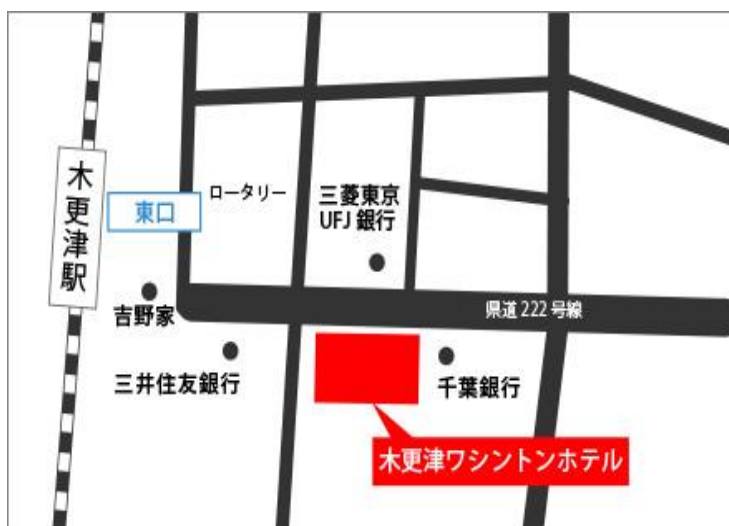 木更津駅
東口
ロータリー
三菱東京
UFJ 銀行
吉野家
県道 222 号線
三井住友銀行
千葉銀行
木更津ワシントンホテル